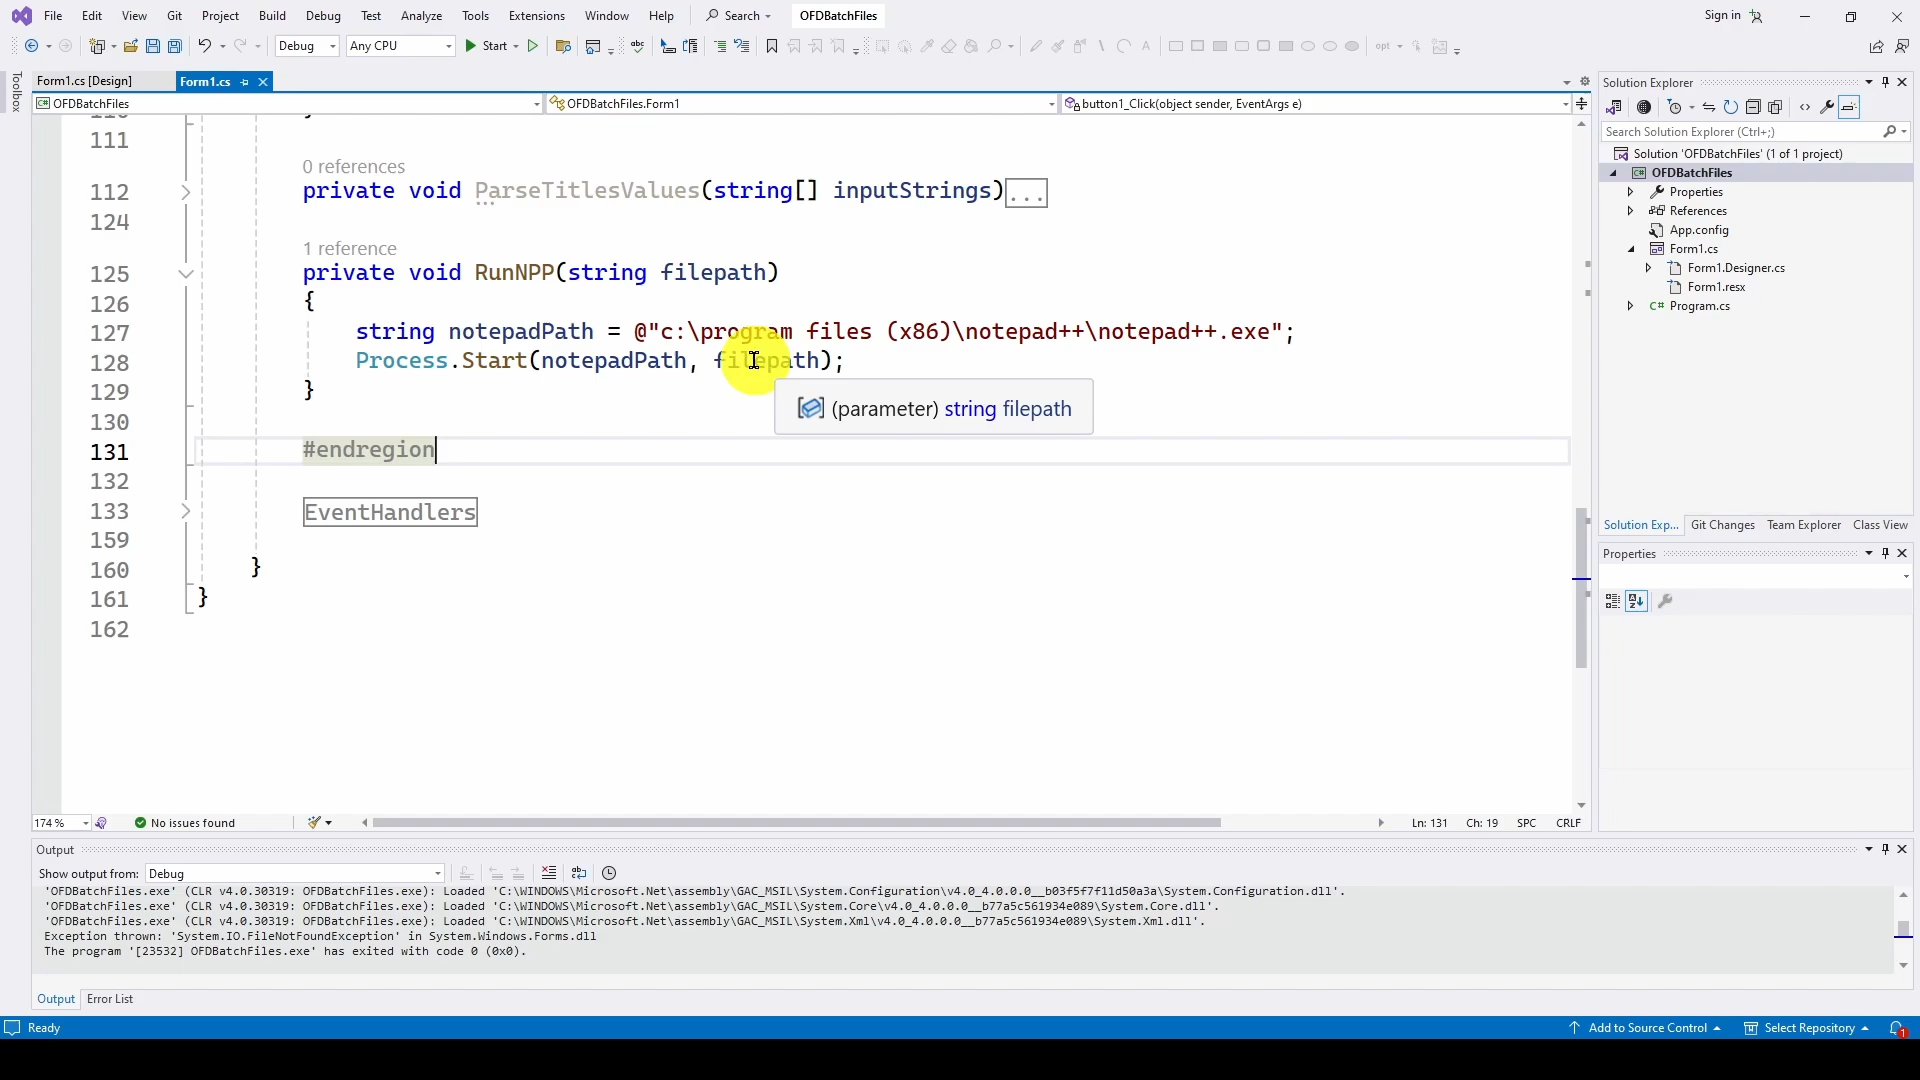 File Edit View Git Project Build Debug Test Analyze Tools Extensions Window Help Search OFDBatchFiles Sign in
Debug Any CPU Start opt
Toolbox
Form1.cs [Design] Form1.cs
OFDBatchFiles OFDBatchFiles.Form1 button1_Click(object sender, EventArgs e)
111
0 references
112 private void ParseTitlesValues(string[] inputStrings)...
124
1 reference
125 private void RunNPP(string filepath)
126 {
127 string notepadPath = @"c:\program files (x86)\notepad++\notepad++.exe";
128 Process.Start(notepadPath, filepath);
129 }
(parameter) string filepath
130
131 #endregion
132
133 EventHandlers
159
160 }
161 }
162
174 % No issues found Ln: 131 Ch: 19 SPC CRLF
Solution Explorer
Search Solution Explorer (Ctrl+;)
Solution 'OFDBatchFiles' (1 of 1 project)
OFDBatchFiles
Properties
References
App.config
Form1.cs
Form1.Designer.cs
Form1.resx
C# Program.cs
Solution Exp... Git Changes Team Explorer Class View
Properties
Output
Show output from: Debug
'OFDBatchFiles.exe' (CLR v4.0.30319: OFDBatchFiles.exe): Loaded 'C:\WINDOWS\Microsoft.Net\assembly\GAC_MSIL\System.Configuration\v4.0_4.0.0.0__b03f5f7f11d50a3a\System.Configuration.dll'.
'OFDBatchFiles.exe' (CLR v4.0.30319: OFDBatchFiles.exe): Loaded 'C:\WINDOWS\Microsoft.Net\assembly\GAC_MSIL\System.Core\v4.0_4.0.0.0__b77a5c561934e089\System.Core.dll'.
'OFDBatchFiles.exe' (CLR v4.0.30319: OFDBatchFiles.exe): Loaded 'C:\WINDOWS\Microsoft.Net\assembly\GAC_MSIL\System.Xml\v4.0_4.0.0.0__b77a5c561934e089\System.Xml.dll'.
Exception thrown: 'System.IO.FileNotFoundException' in System.Windows.Forms.dll
The program '[23532] OFDBatchFiles.exe' has exited with code 0 (0x0).
Output Error List
Ready Add to Source Control Select Repository 1